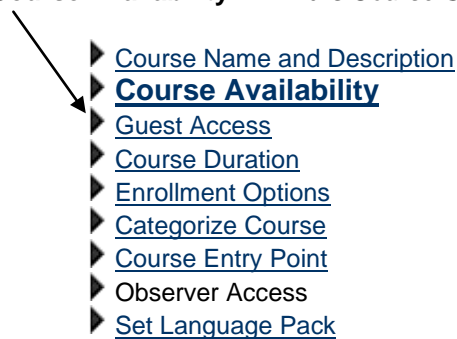 Course Name and Description
Course Availability
Guest Access
Course Duration
Enrollment Options
Categorize Course
Course Entry Point
Observer Access
Set Language Pack